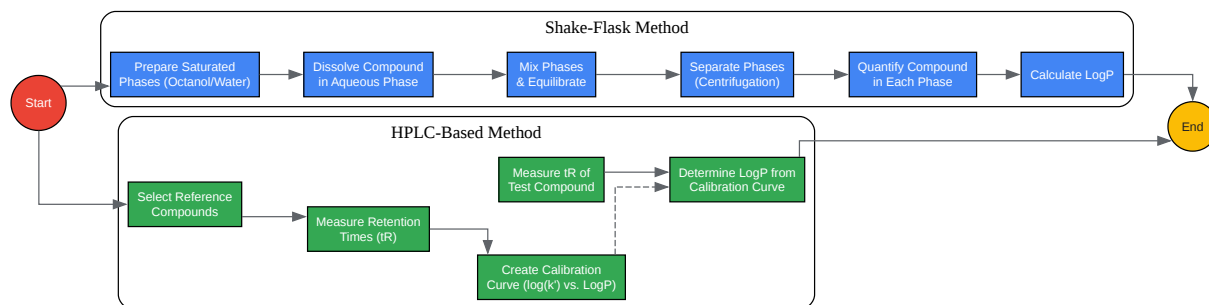 Shake-Flask Method
Start
Prepare Saturated
Phases (Octanol/Water)
Dissolve Compound
in Aqueous Phase
Mix Phases
& Equilibrate
Separate Phases
(Centrifugation)
Quantify Compound
in Each Phase
Calculate LogP
End
HPLC-Based Method
Select Reference
Compounds
Measure Retention
Times (tR)
Create Calibration
Curve (log(k') vs. LogP)
Measure tR of
Test Compound
Determine LogP from
Calibration Curve